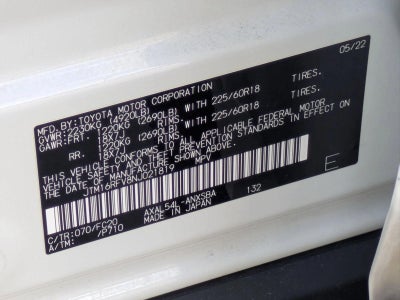 MFD. BY: TOYOTA MOTOR CORPORATION 05/22
GVWR: 2230KG (4920LB)
GAWR: FRT. 1220KG (2690LB) WITH 225/60R18 TIRES,
18X7J RIMS,
RR. 1220KG (2690LB) WITH 225/60R18 TIRES,
18X7J RIMS,
THIS VEHICLE CONFORMS TO ALL APPLICABLE FEDERAL MOTOR
VEHICLE SAFETY AND THEFT PREVENTION STANDARDS IN EFFECT ON
THE DATE OF MANUFACTURE SHOWN ABOVE.
MPV
E
C/TR: 070/FC20 AXAL54L-ANXSBA 132
A/TM: /P710 MADE IN JAPAN